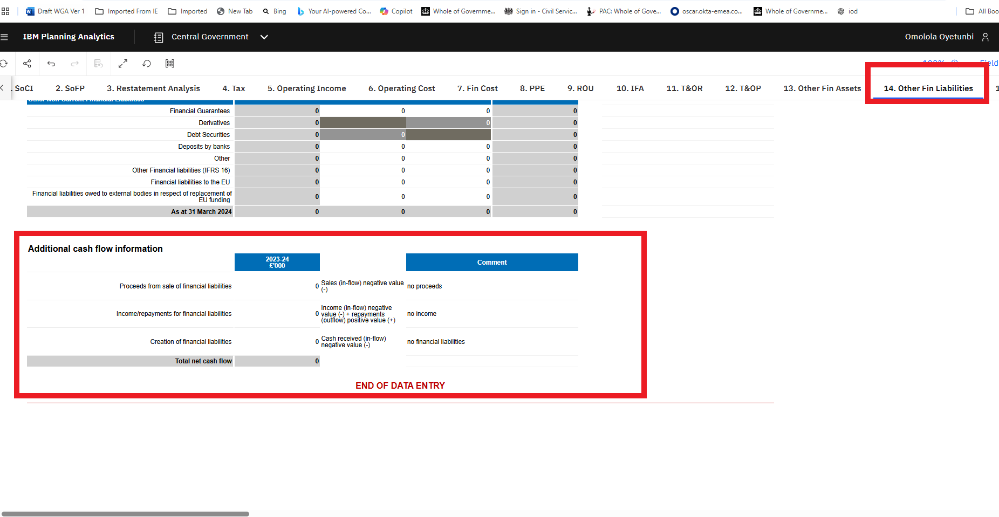 Draft WGA Ver 1
Imported From IE
Imported
New Tab
Bing
Your AI-powered Co...
Copilot
Whole of Governme...
Sign in - Civil Servic...
PAC: Whole of Gove...
oscar.okta-emea.co...
Whole of Governme...
iod
All Boo
IBM Planning Analytics
Central Government
Omolola Oyetunbi
Field
. SoCI
2. SoFP
3. Restatement Analysis
4. Tax
5. Operating Income
6. Operating Cost
7. Fin Cost
8. PPE
9. ROU
10. IFA
11. T&OR
12. T&OP
13. Other Fin Assets
14. Other Fin Liabilities
1
Other Non Current Financial Liabilities
Financial Guarantees 0 0 0 0
Derivatives 0 0 0
Debt Securities 0 0 0
Deposits by banks 0 0 0 0
Other 0 0 0 0
Other Financial liabilities (IFRS 16) 0 0 0 0
Financial liabilities to the EU 0 0 0 0
Financial liabilities owed to external bodies in respect of replacement of
EU funding 0 0 0 0
As at 31 March 2024 0 0 0 0
Additional cash flow information
2023-24
£'000
Comment
Proceeds from sale of financial liabilities 0
Sales (in-flow) negative value
(-)
no proceeds
Income/repayments for financial liabilities 0
Income (in-flow) negative
value (-) + repayments
(outflow) positive value (+)
no income
Creation of financial liabilities 0
Cash received (in-flow)
negative value (-)
no financial liabilities
Total net cash flow 0
END OF DATA ENTRY